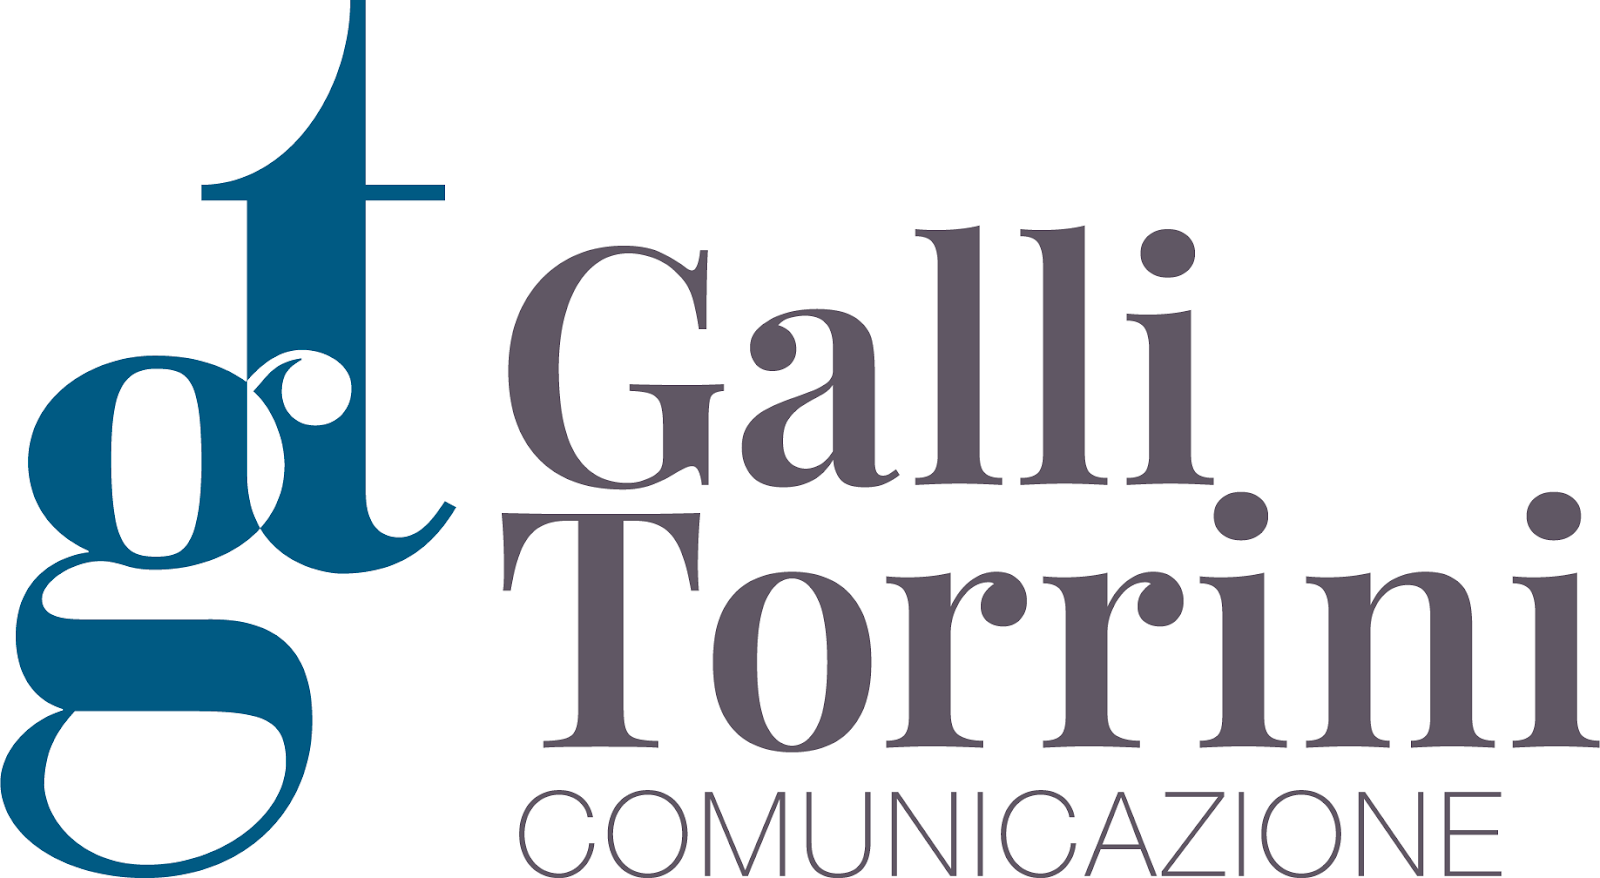 gt
Galli
Torrini
COMUNICAZIONE